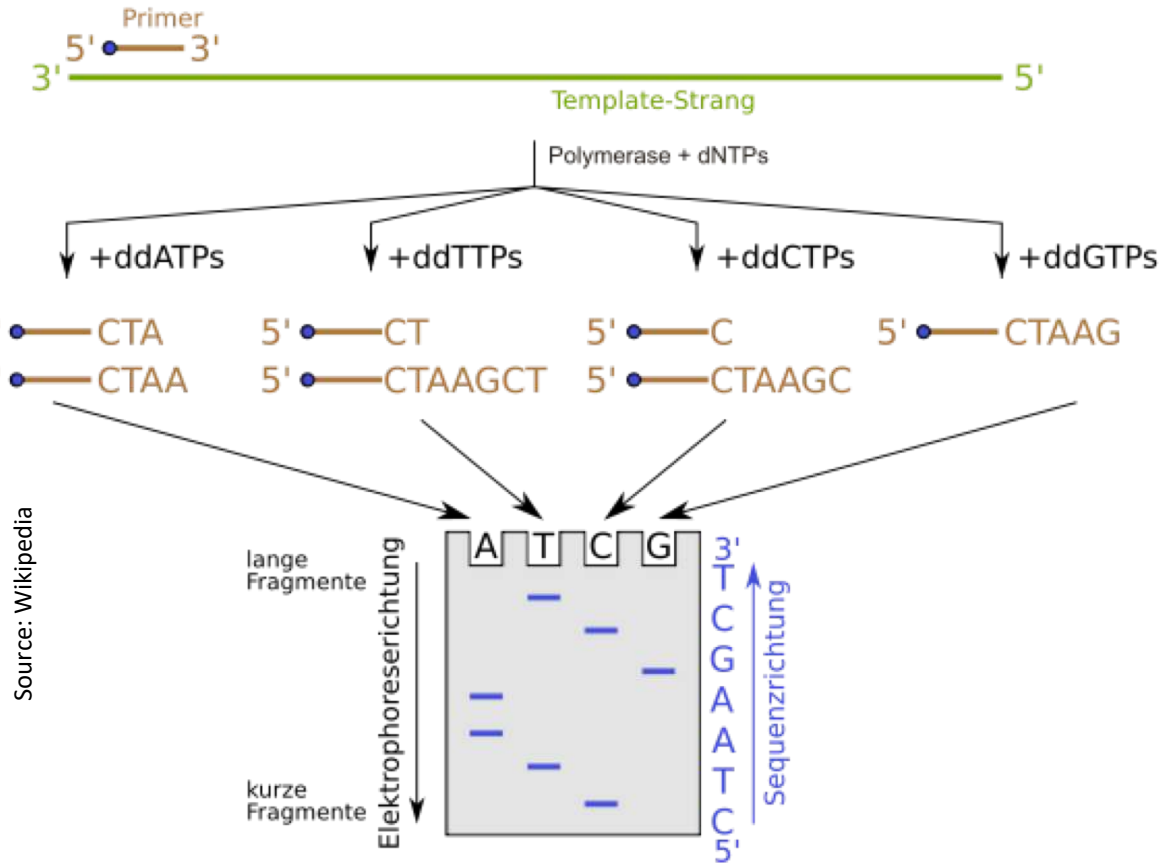 Primer
5' 3'
3' 5'
Template-Strang
Polymerase + dNTPs
+ddATPs +ddTTPs +ddCTPs +ddGTPs
CTA 5' CT 5' C 5' CTAAG
CTAA 5' CTAAGCT 5' CTAAGC
Source: Wikipedia
lange
Fragmente
kurze
Fragmente
Elektrophoreserichtung
A T C G
3'
T
C
G
A
A
T
C
5'
Sequenzrichtung